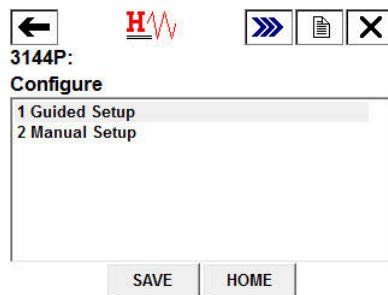 H
3144P:
Configure
1 Guided Setup
2 Manual Setup
SAVE HOME